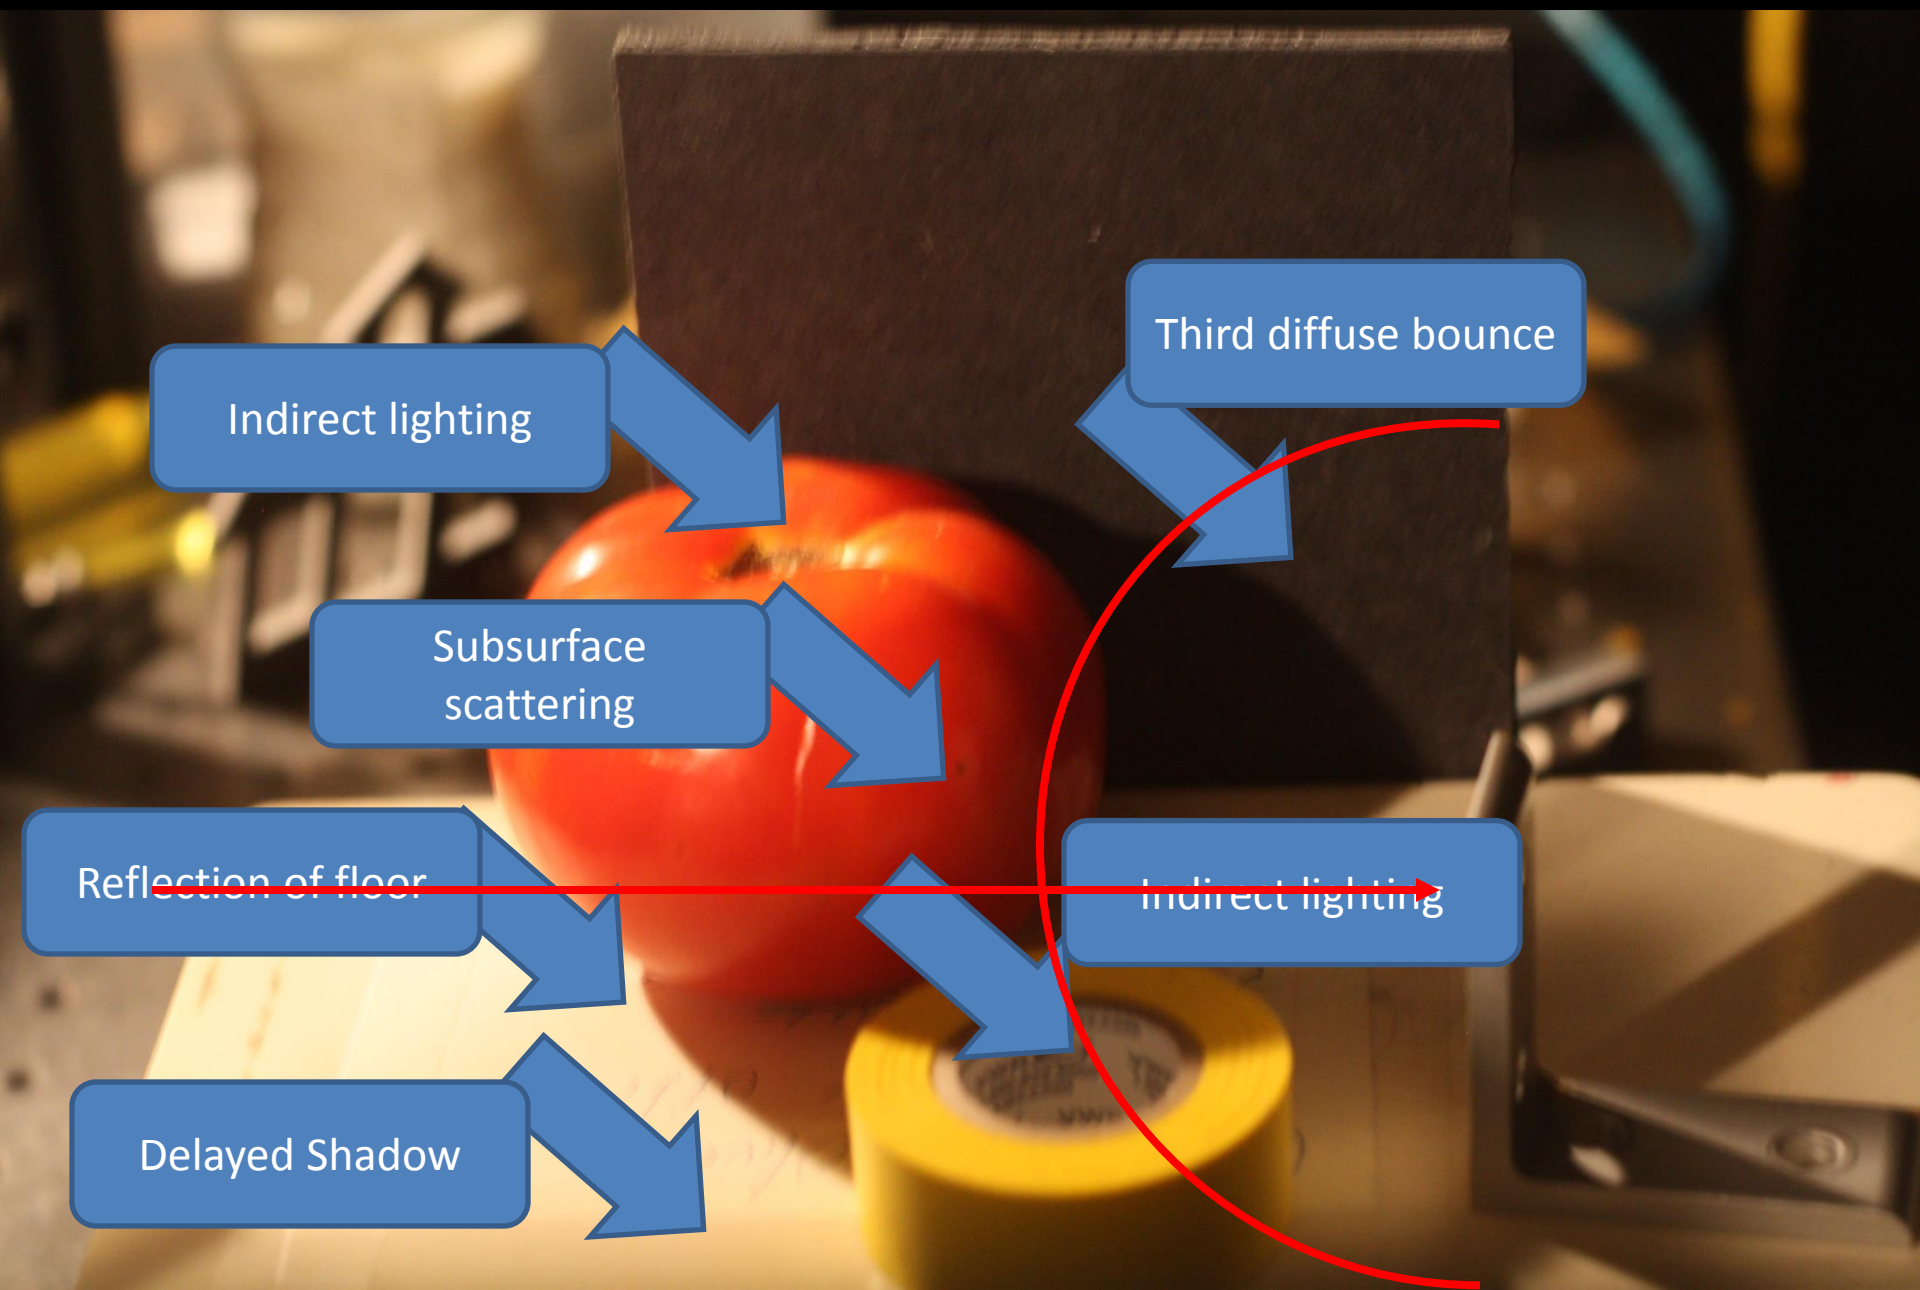 Third diffuse bounce
Indirect lighting
Subsurface
scattering
Reflection of floor
Indirect lighting
Delayed Shadow